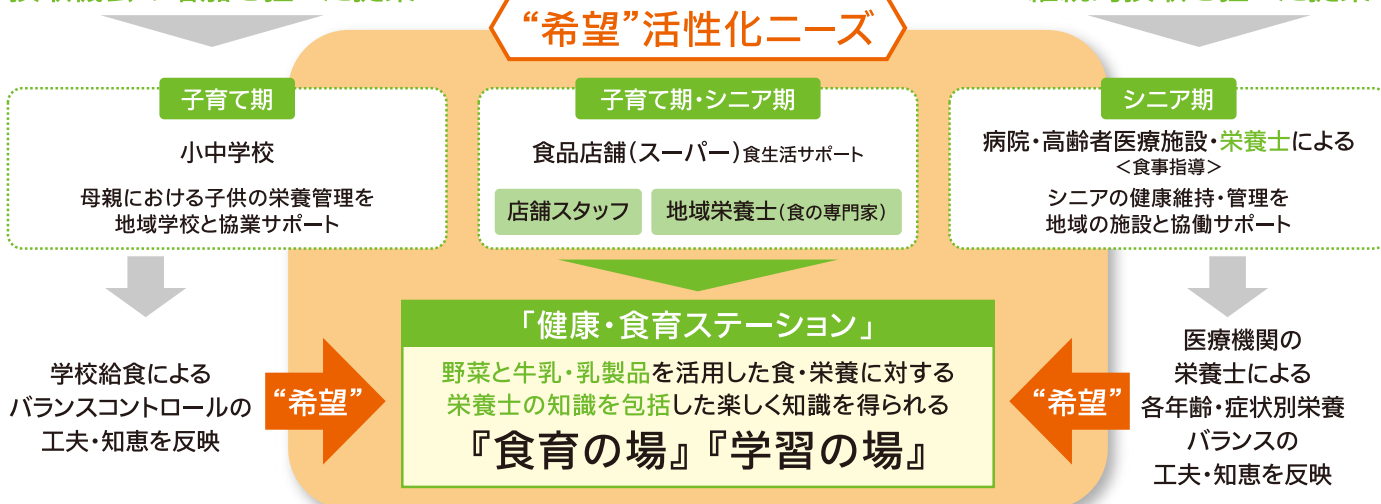 “希望”活性化ニーズ
子育て期
小中学校
母親における子供の栄養管理を
地域学校と協業サポート
子育て期・シニア期
食品店舗（スーパー）食生活サポート
店舗スタッフ
地域栄養士（食の専門家）
シニア期
病院・高齢者医療施設・栄養士による
＜食事指導＞
シニアの健康維持・管理を
地域の施設と協働サポート
学校給食による
バランスコントロールの
工夫・知恵を反映
“希望”
「健康・食育ステーション」
野菜と牛乳・乳製品を活用した食・栄養に対する
栄養士の知識を包括した楽しく知識を得られる
『食育の場』『学習の場』
“希望”
医療機関の
栄養士による
各年齢・症状別栄養
バランスの
工夫・知恵を反映